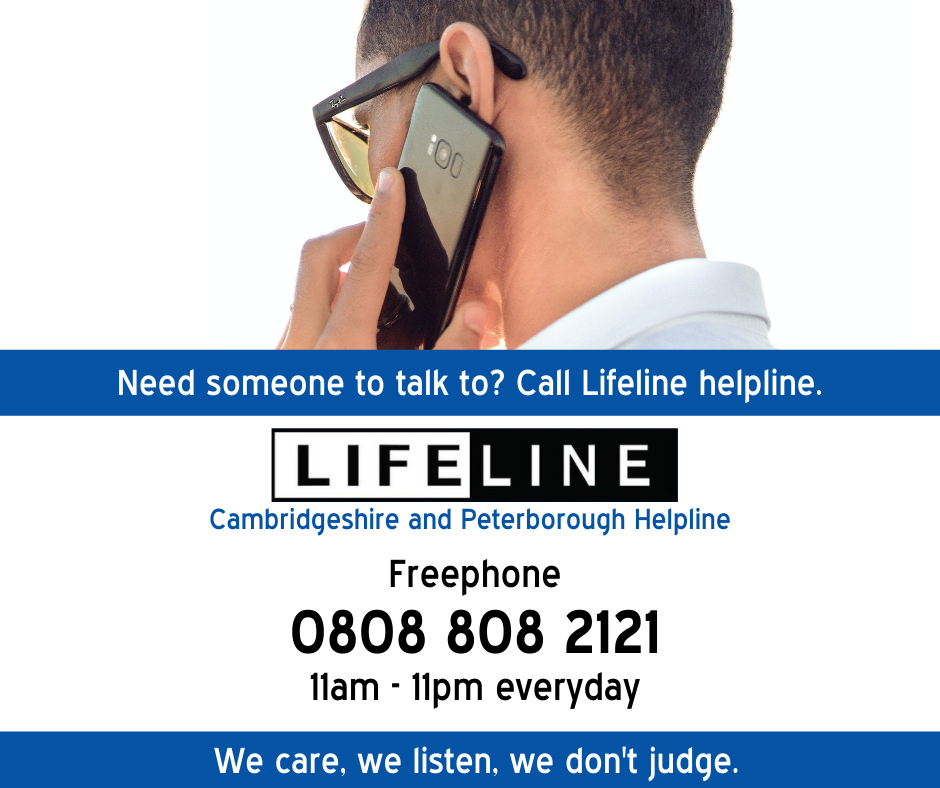 Need someone to talk to? Call Lifeline helpline.
LIFELINE
Cambridgeshire and Peterborough Helpline
Freephone
0808 808 2121
11am - 11pm everyday
We care, we listen, we don't judge.